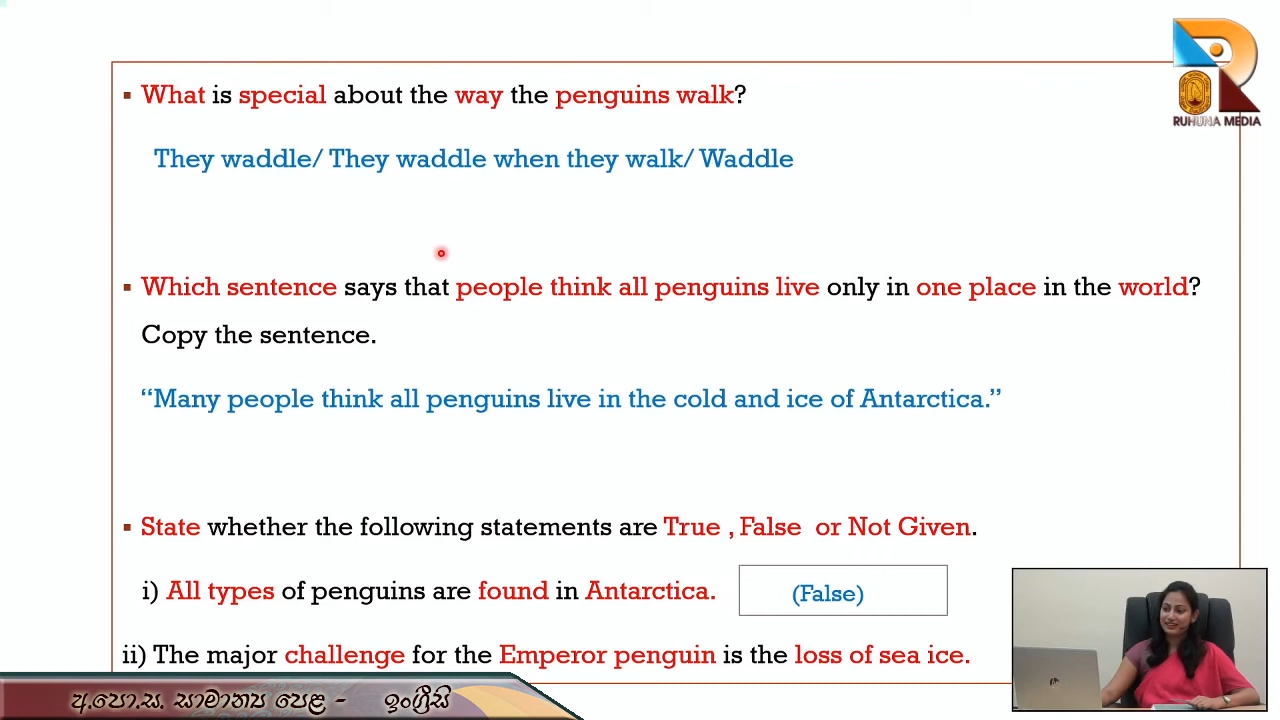 RUHUNA MEDIA
▪ What is special about the way the penguins walk?
They waddle/ They waddle when they walk/ Waddle
▪ Which sentence says that people think all penguins live only in one place in the world?
Copy the sentence.
“Many people think all penguins live in the cold and ice of Antarctica.”
▪ State whether the following statements are True , False or Not Given.
i) All types of penguins are found in Antarctica. (False)
ii) The major challenge for the Emperor penguin is the loss of sea ice.
අ.පො.ස. සාමාන්‍ය පෙළ - ඉංග්‍රීසි